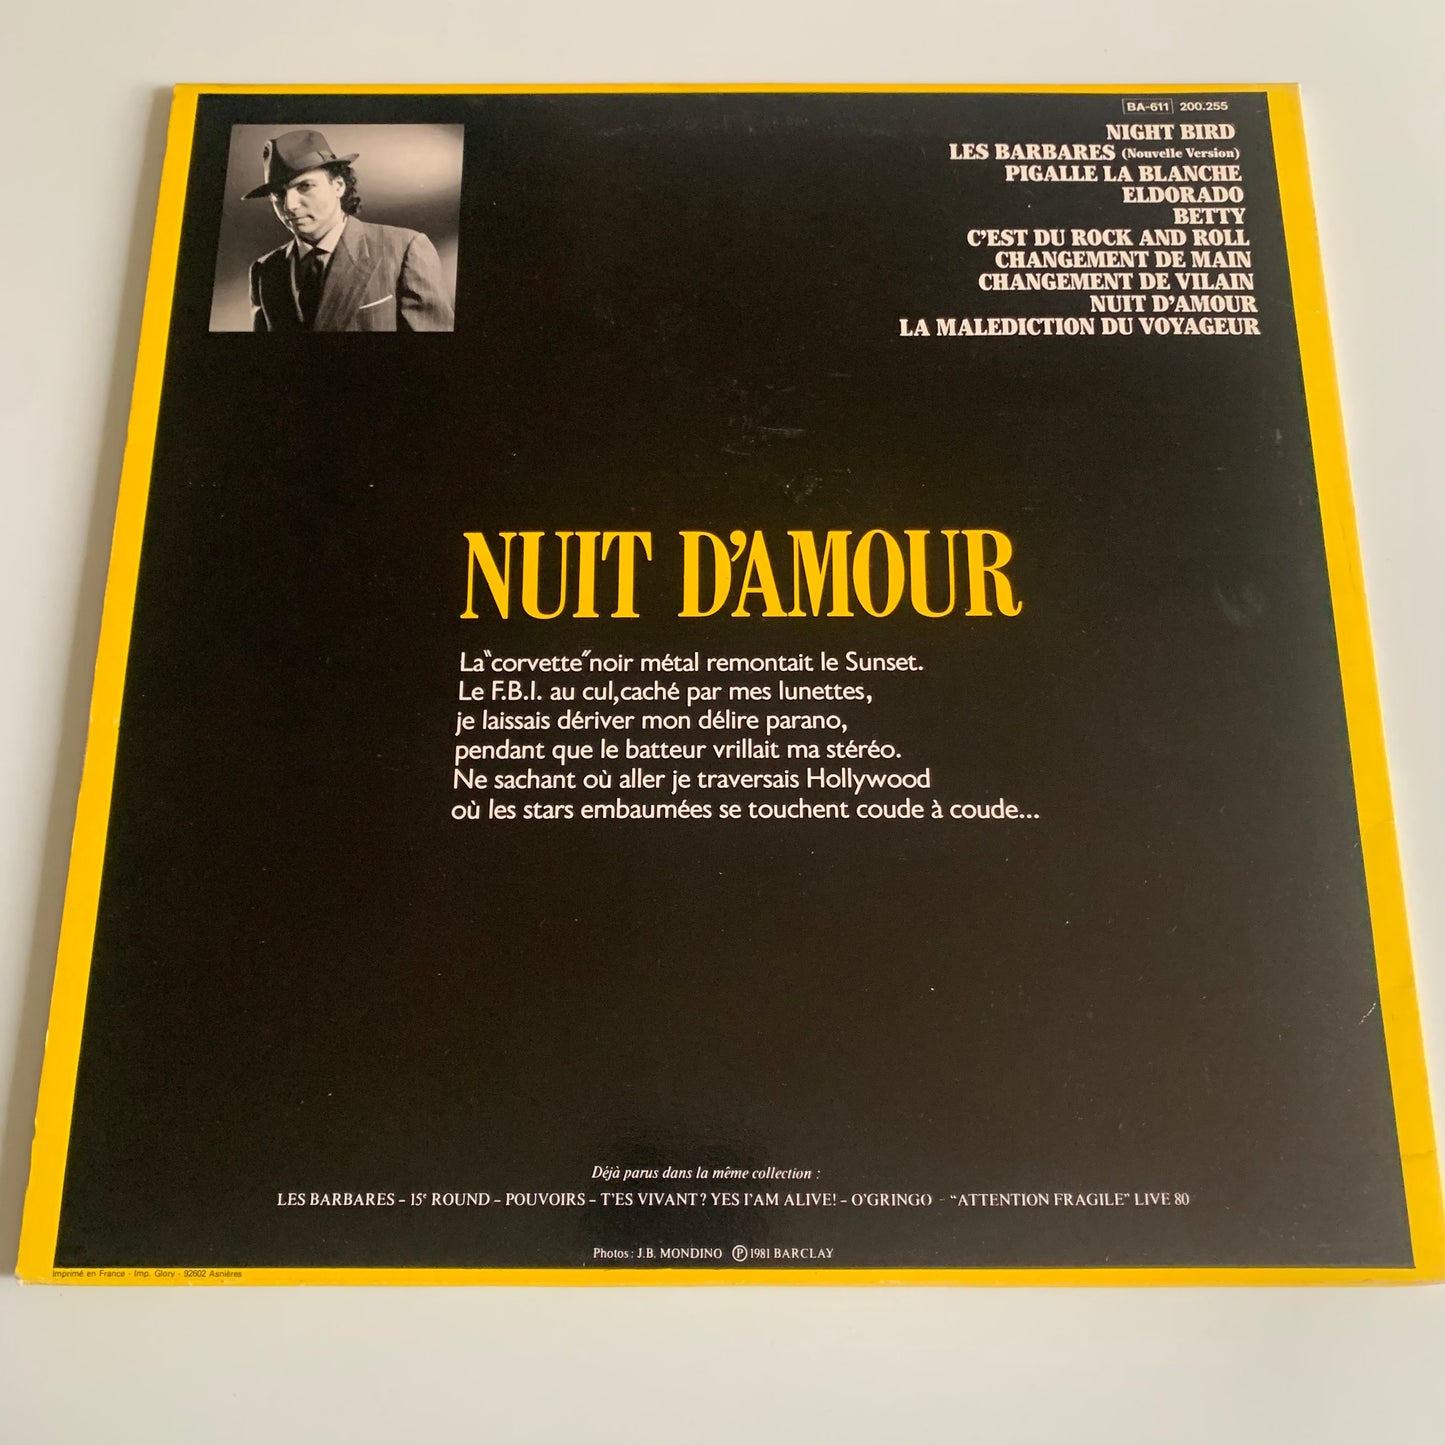 BA-611 200.255
NIGHT BIRD
LES BARBARES (Nouvelle Version)
PIGALLE LA BLANCHE
ELDORADO
BETTY
C'EST DU ROCK AND ROLL
CHANGEMENT DE MAIN
CHANGEMENT DE VILAIN
NUIT D'AMOUR
LA MALEDICTION DU VOYAGEUR
NUIT D'AMOUR
La "corvette" noir métal remontait le Sunset.
Le F.B.I. au cul, caché par mes lunettes,
je laissais dériver mon délire parano,
pendant que le batteur vrillait ma stéréo.
Ne sachant où aller je traversais Hollywood
où les stars embaumées se touchent coude à coude...
Déjà parus dans la même collection :
LES BARBARES – 15e ROUND – POUVOIRS – T'ES VIVANT? YES I'AM ALIVE! – O'GRINGO – "ATTENTION FRAGILE" LIVE 80
Photos : J.B. MONDINO Ⓟ 1981 BARCLAY
Imprimé en France - Imp. Glory - 92602 Asnières